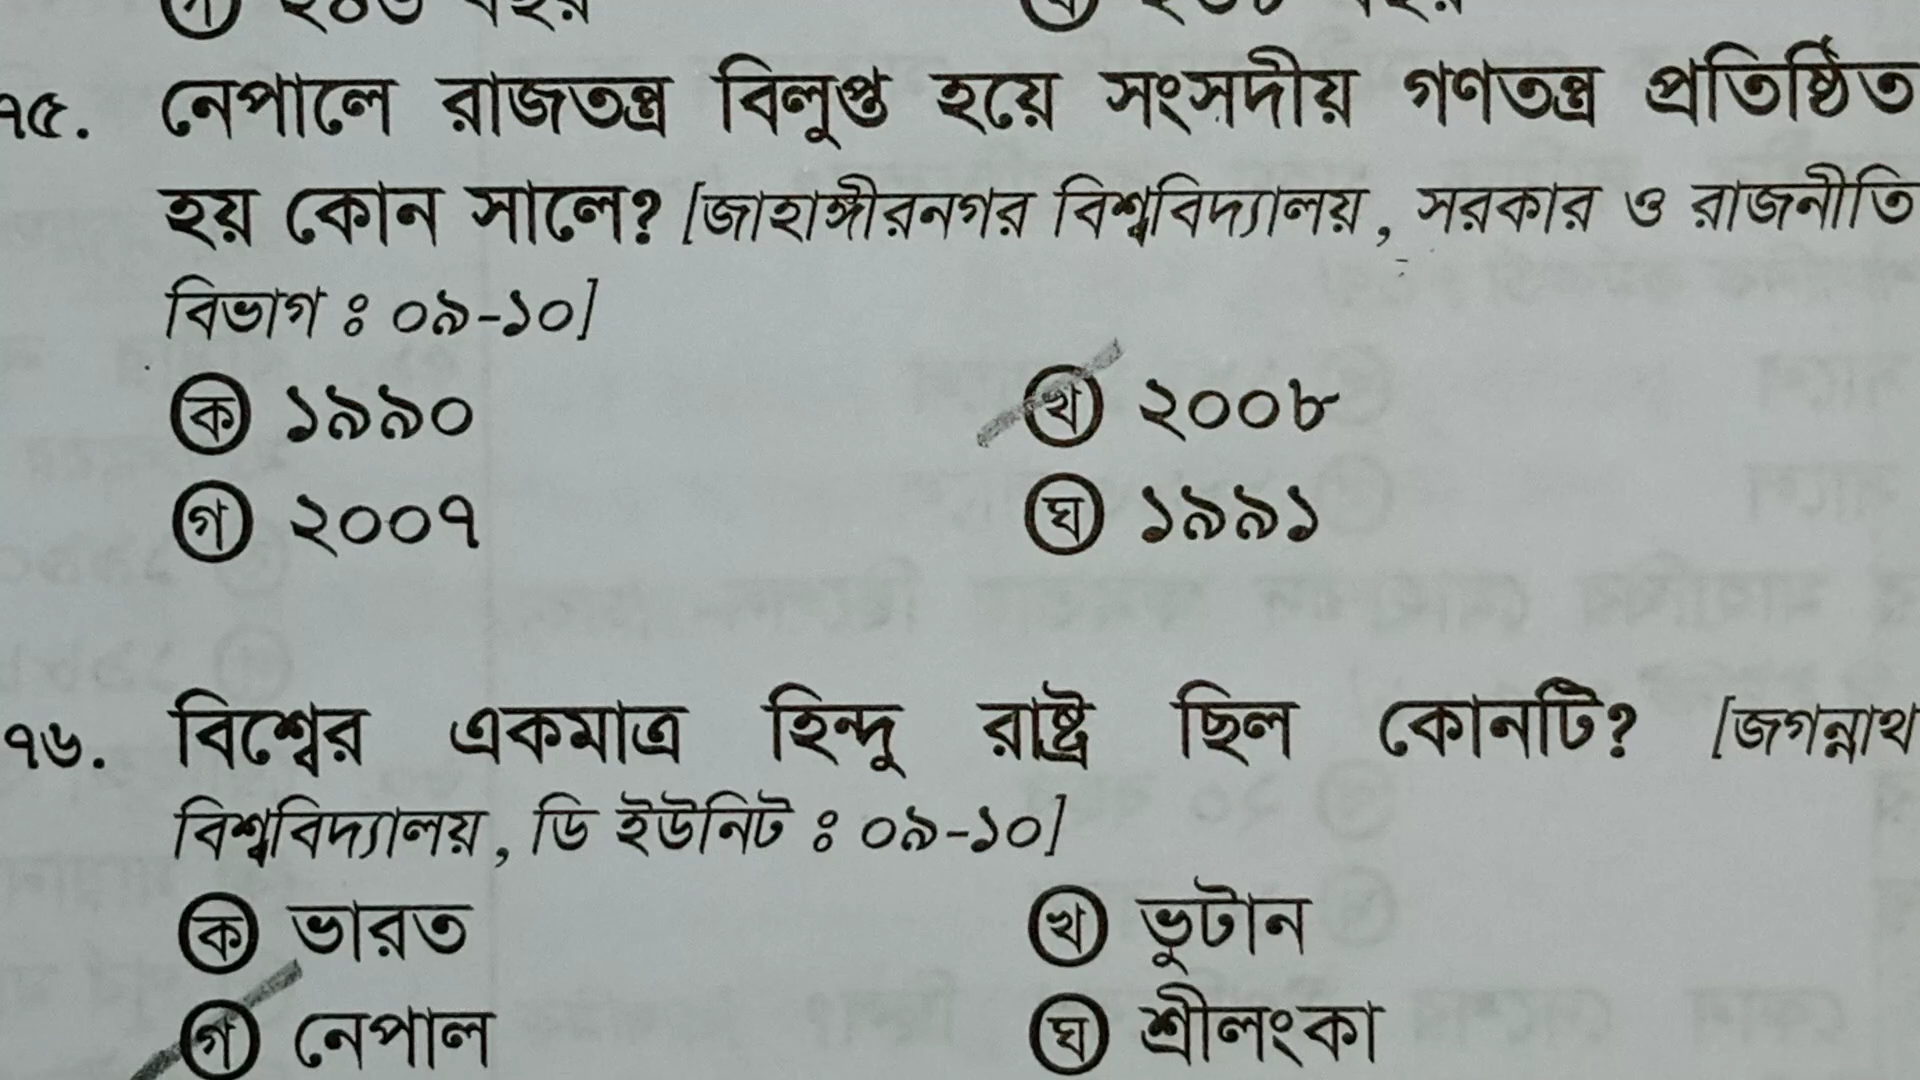 ৭৫. নেপালে রাজতন্ত্র বিলুপ্ত হয়ে সংসদীয় গণতন্ত্র প্রতিষ্ঠিত
হয় কোন সালে? [জাহাঙ্গীরনগর বিশ্ববিদ্যালয়, সরকার ও রাজনীতি
বিভাগ : ০৯-১০]
ক ১৯৯০ খ ২০০৮
গ ২০০৭ ঘ ১৯৯১
৭৬. বিশ্বের একমাত্র হিন্দু রাষ্ট্র ছিল কোনটি? [জগন্নাথ
বিশ্ববিদ্যালয়, ডি ইউনিট : ০৯-১০]
ক ভারত খ ভুটান
গ নেপাল ঘ শ্রীলংকা